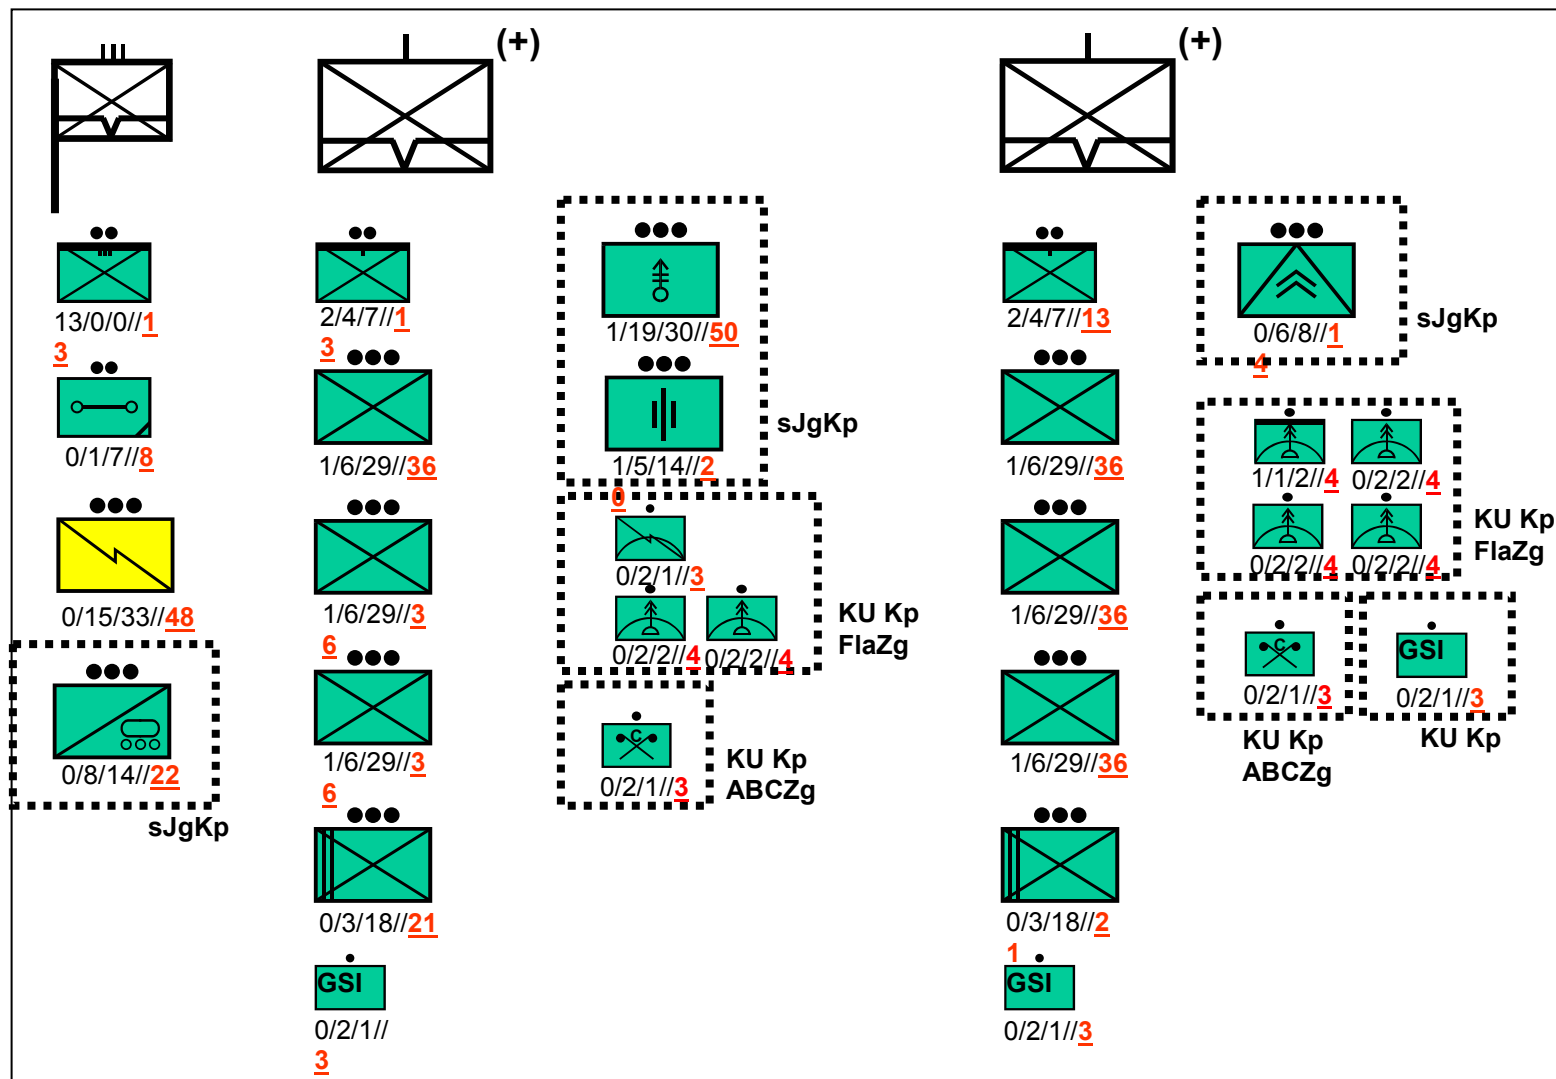 (+)
(+)
13/0/0//1
3
0/1/7//8
0/15/33//48
0/8/14//22
sJgKp
2/4/7//1
3
1/6/29//36
1/6/29//3
6
1/6/29//3
6
0/3/18//21
GSI
0/2/1//
3
1/19/30//50
1/5/14//2
0
sJgKp
0/2/1//3
0/2/2//4
0/2/2//4
KU Kp
FlaZg
C
0/2/1//3
KU Kp
ABCZg
2/4/7//13
1/6/29//36
1/6/29//36
1/6/29//36
0/3/18//2
1
GSI
0/2/1//3
0/6/8//1
4
sJgKp
1/1/2//4
0/2/2//4
0/2/2//4
0/2/2//4
KU Kp
FlaZg
C
0/2/1//3
KU Kp
ABCZg
GSI
0/2/1//3
KU Kp